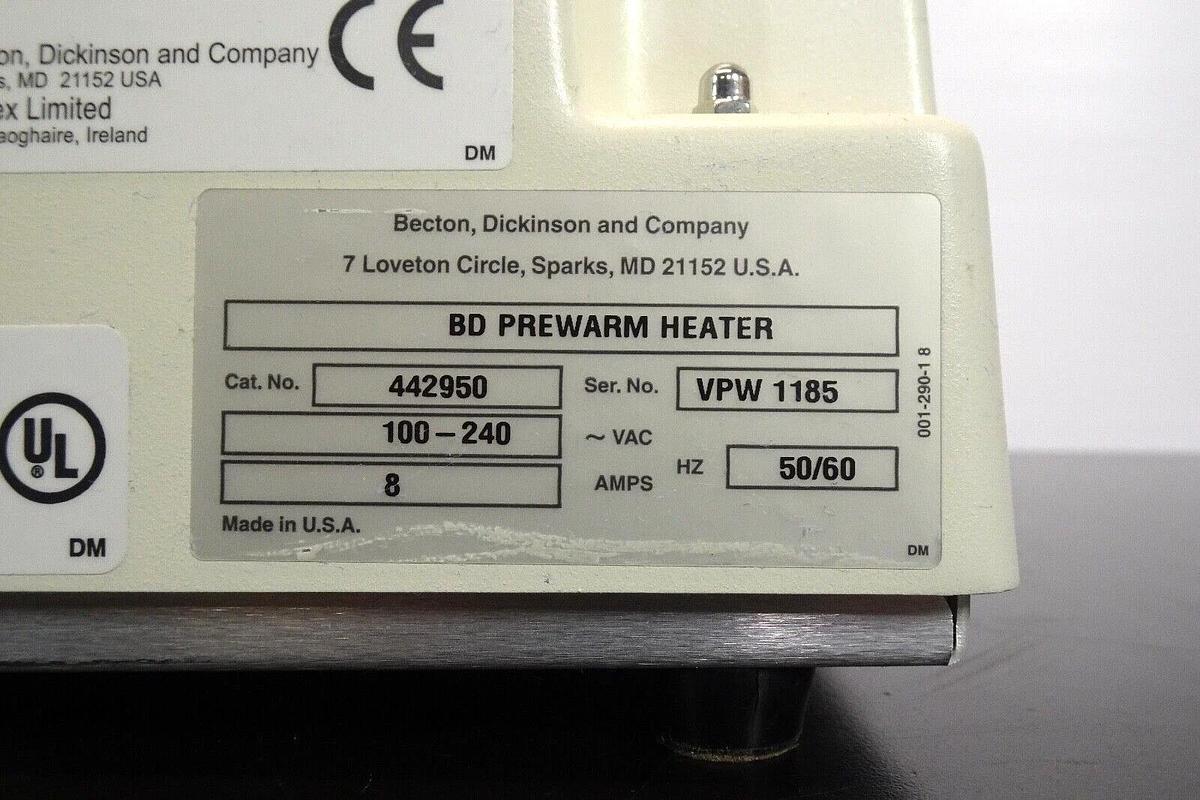 on, Dickinson and Company
s, MD 21152 USA
ex Limited
aoghaire, Ireland
CE
DM
Becton, Dickinson and Company
7 Loveton Circle, Sparks, MD 21152 U.S.A.
BD PREWARM HEATER
Cat. No. 442950 Ser. No. VPW 1185
100–240 ~ VAC
HZ 50/60
8 AMPS
Made in U.S.A.
DM
001-290-1 8
UL ®
DM